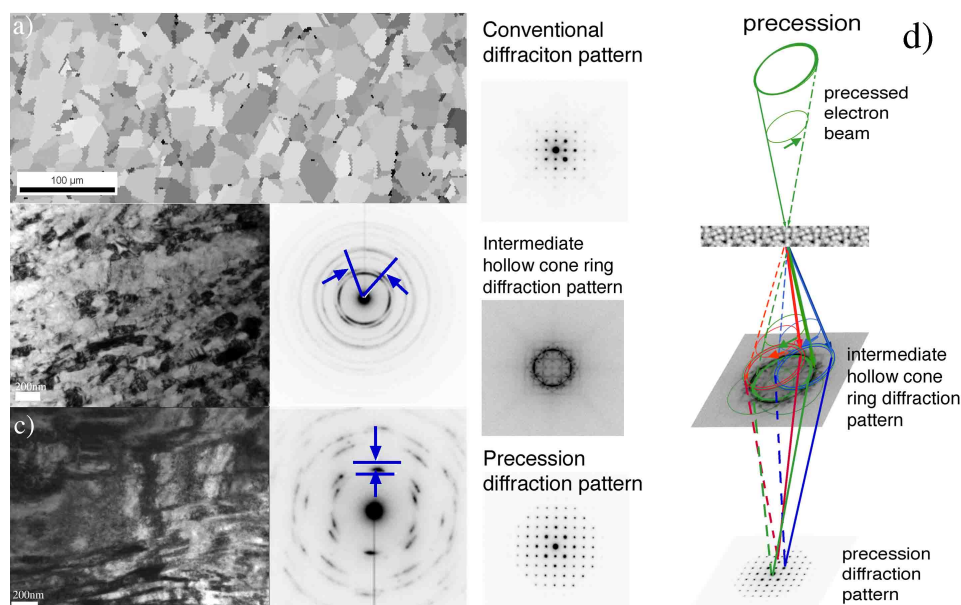 a)
100 µm
200nm
c)
200nm
Conventional
diffraciton pattern
Intermediate
hollow cone ring
diffraction pattern
Precession
diffraction pattern
precession
d)
precessed
electron
beam
intermediate
hollow cone
ring diffraction
pattern
precession
diffraction
pattern